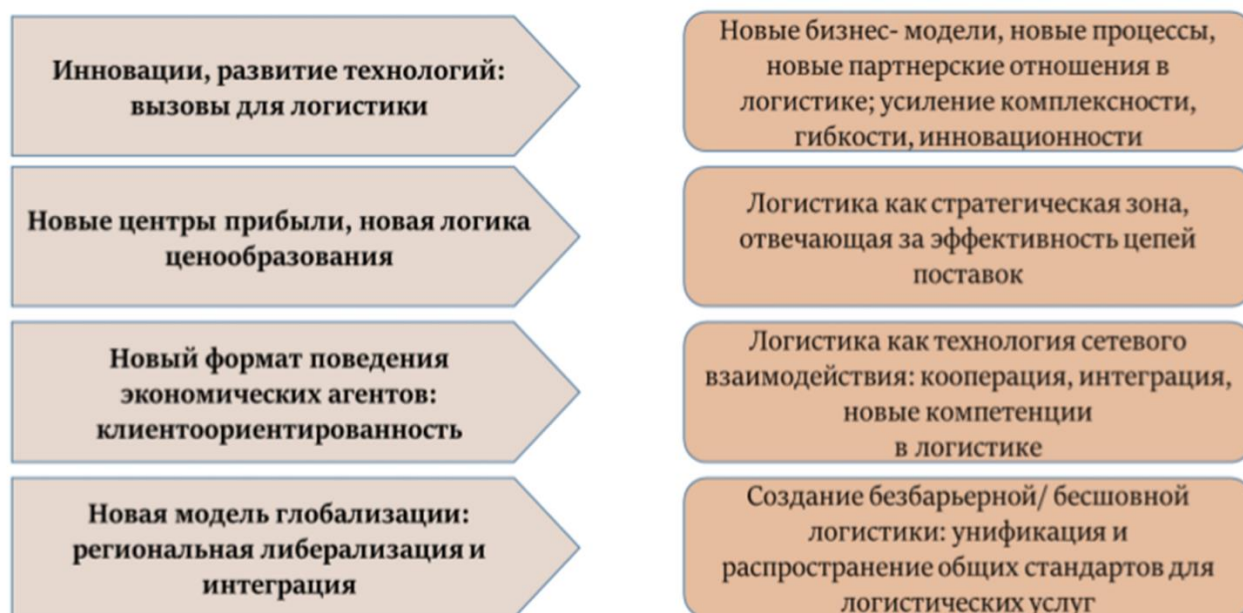 Инновации, развитие технологий:
вызовы для логистики
Новые бизнес- модели, новые процессы,
новые партнерские отношения в
логистике; усиление комплексности,
гибкости, инновационности
Новые центры прибыли, новая логика
ценообразования
Логистика как стратегическая зона,
отвечающая за эффективность цепей
поставок
Новый формат поведения
экономических агентов:
клиентоориентированность
Логистика как технология сетевого
взаимодействия: кооперация, интеграция,
новые компетенции
в логистике
Новая модель глобализации:
региональная либерализация и
интеграция
Создание безбарьерной/ бесшовной
логистики: унификация и
распространение общих стандартов для
логистических услуг